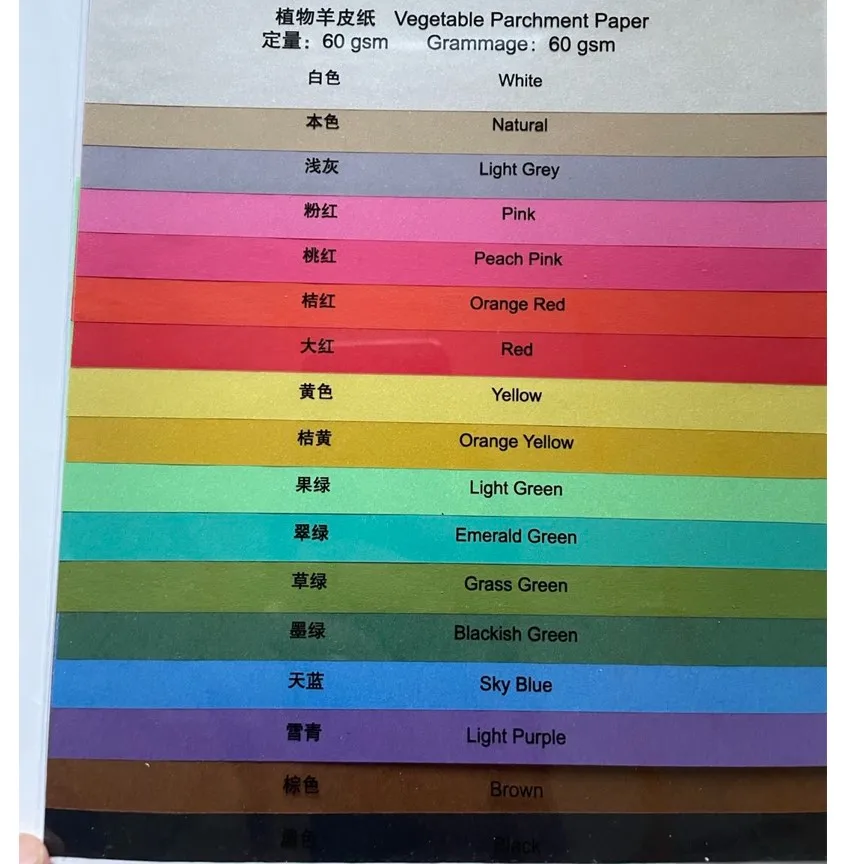 植物羊皮纸 Vegetable Parchment Paper
定量：60 gsm Grammage：60 gsm
白色 White
本色 Natural
浅灰 Light Grey
粉红 Pink
桃红 Peach Pink
桔红 Orange Red
大红 Red
黄色 Yellow
桔黄 Orange Yellow
果绿 Light Green
翠绿 Emerald Green
草绿 Grass Green
墨绿 Blackish Green
天蓝 Sky Blue
雪青 Light Purple
棕色 Brown
黑色 Black